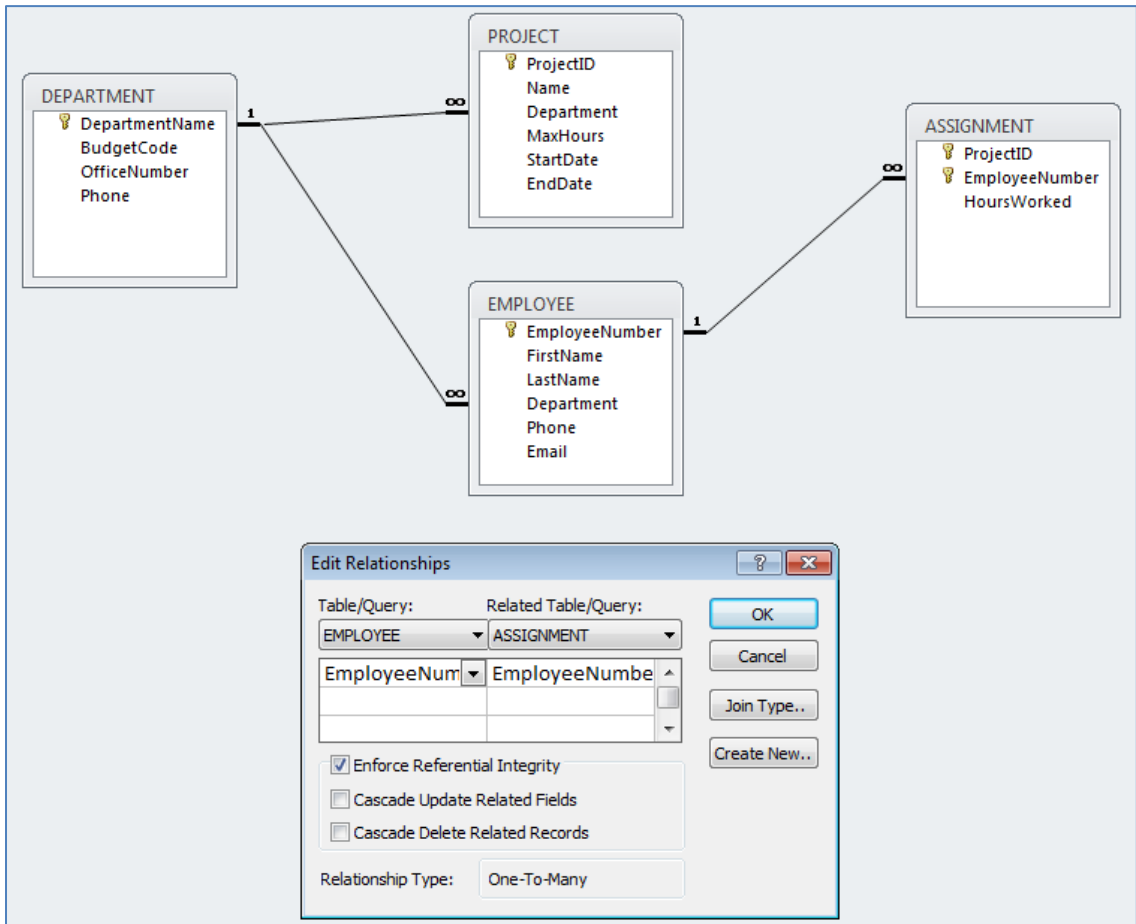 PROJECT
ProjectID
Name
Department
MaxHours
StartDate
EndDate
DEPARTMENT
DepartmentName
BudgetCode
OfficeNumber
Phone
1
∞
ASSIGNMENT
ProjectID
EmployeeNumber
HoursWorked
∞
EMPLOYEE
EmployeeNumber
FirstName
LastName
Department
Phone
Email
1
∞
Edit Relationships
?
Table/Query: Related Table/Query:
EMPLOYEE ASSIGNMENT
EmployeeNum EmployeeNumbe
OK
Cancel
Join Type..
Create New..
Enforce Referential Integrity
Cascade Update Related Fields
Cascade Delete Related Records
Relationship Type: One-To-Many